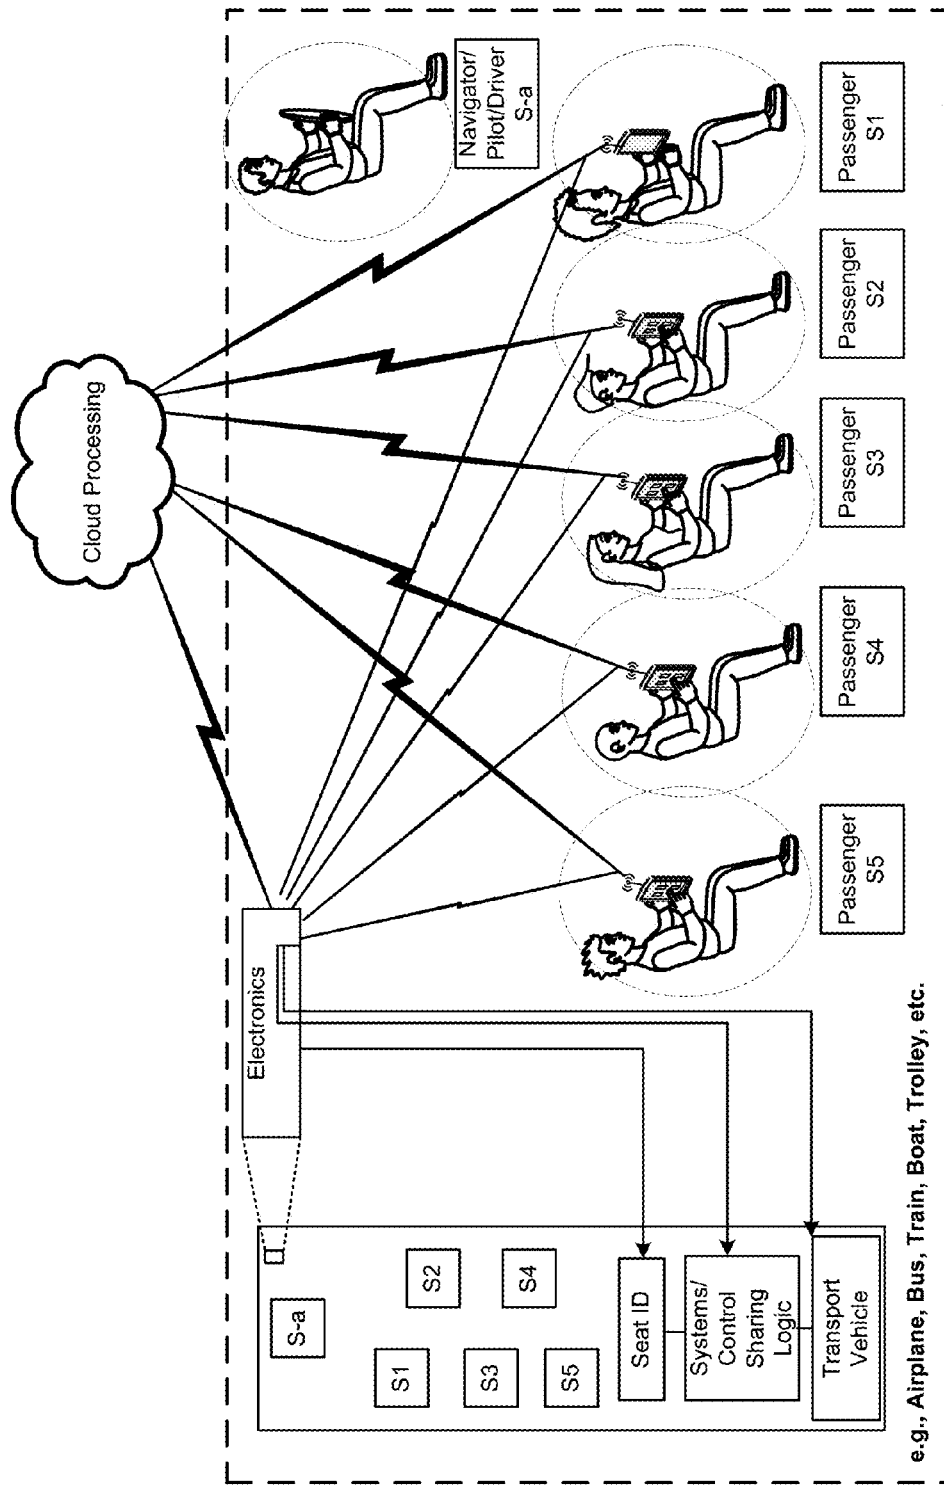 Cloud Processing
Navigator/
Pilot/Driver
S-a
Electronics
S-a
S2
S4
S1
S3
S5
Seat ID
Systems/
Control
Sharing
Logic
Transport
Vehicle
Passenger
S5
Passenger
S4
Passenger
S3
Passenger
S2
Passenger
S1
e.g., Airplane, Bus, Train, Boat, Trolley, etc.